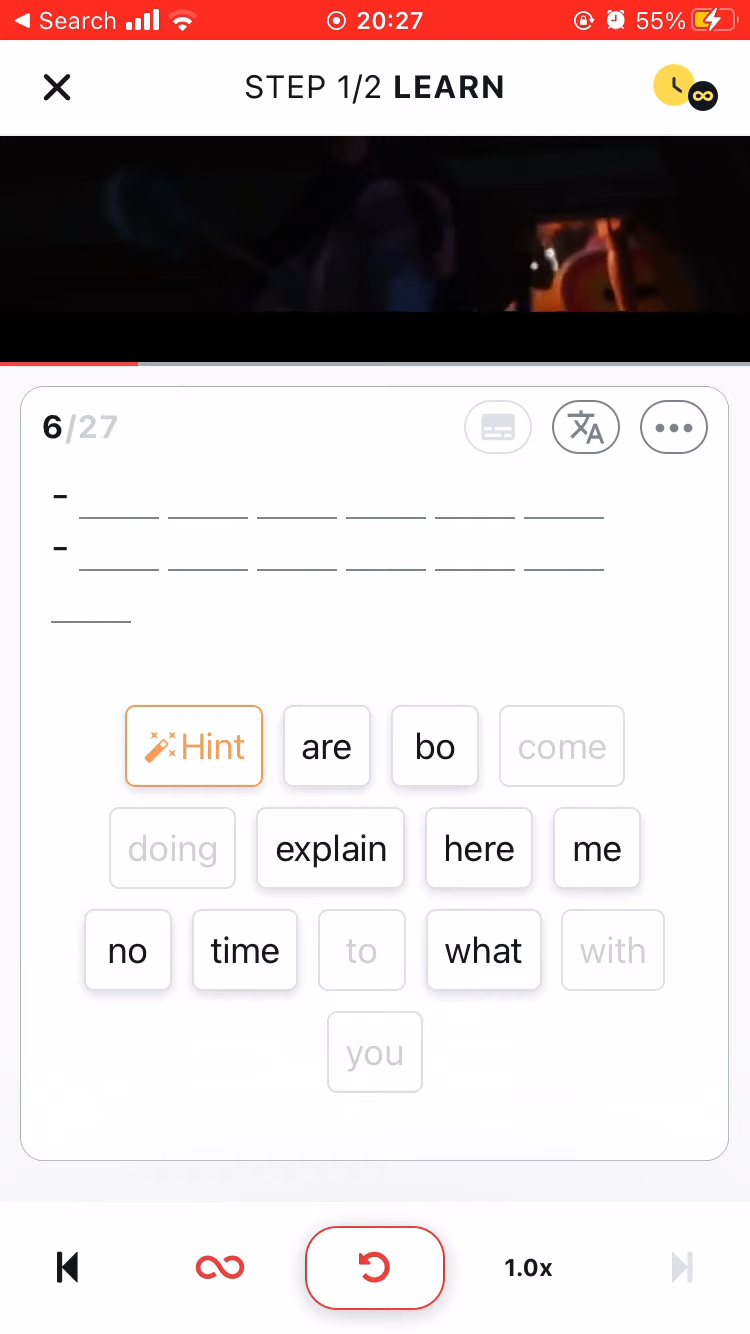 Search 20:27 55%
STEP 1/2 LEARN
6/27
-
-
Hint are bo come
doing explain here me
no time to what with
you
1.0x